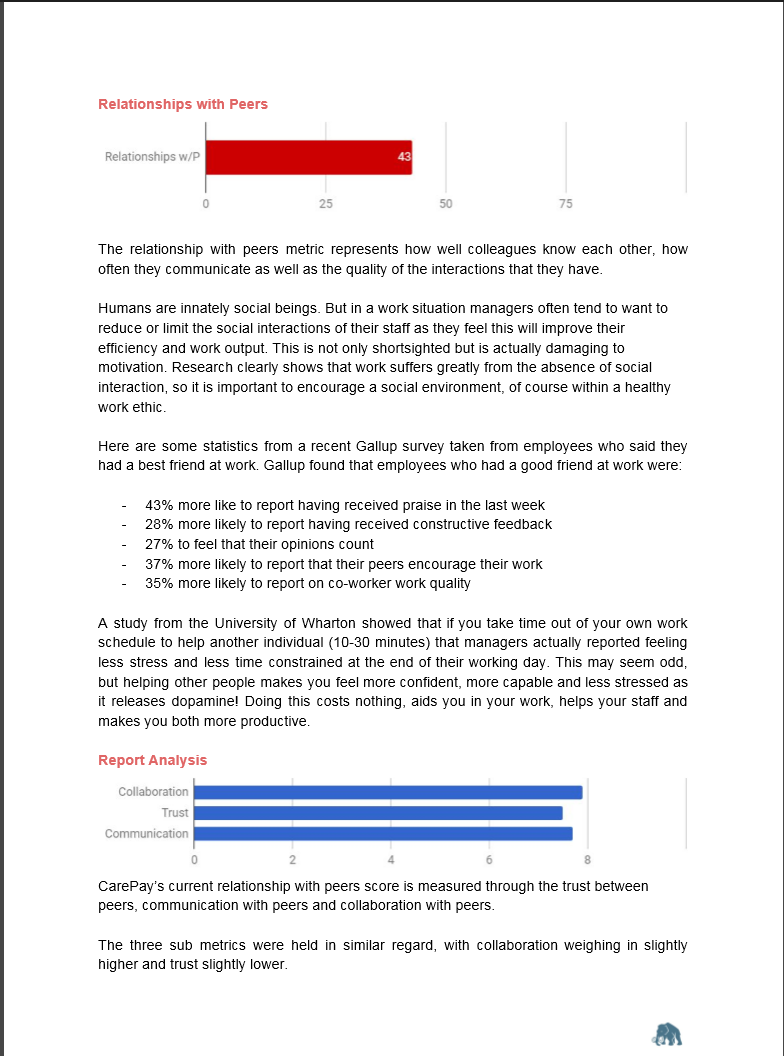 Relationships with Peers
Relationships w/P
43
0 25 50 75
The relationship with peers metric represents how well colleagues know each other, how
often they communicate as well as the quality of the interactions that they have.
Humans are innately social beings. But in a work situation managers often tend to want to
reduce or limit the social interactions of their staff as they feel this will improve their
efficiency and work output. This is not only shortsighted but is actually damaging to
motivation. Research clearly shows that work suffers greatly from the absence of social
interaction, so it is important to encourage a social environment, of course within a healthy
work ethic.
Here are some statistics from a recent Gallup survey taken from employees who said they
had a best friend at work. Gallup found that employees who had a good friend at work were:
- 43% more like to report having received praise in the last week
- 28% more likely to report having received constructive feedback
- 27% to feel that their opinions count
- 37% more likely to report that their peers encourage their work
- 35% more likely to report on co-worker work quality
A study from the University of Wharton showed that if you take time out of your own work
schedule to help another individual (10-30 minutes) that managers actually reported feeling
less stress and less time constrained at the end of their working day. This may seem odd,
but helping other people makes you feel more confident, more capable and less stressed as
it releases dopamine! Doing this costs nothing, aids you in your work, helps your staff and
makes you both more productive.
Report Analysis
Collaboration
Trust
Communication
0 2 4 6 8
CarePay's current relationship with peers score is measured through the trust between
peers, communication with peers and collaboration with peers.
The three sub metrics were held in similar regard, with collaboration weighing in slightly
higher and trust slightly lower.